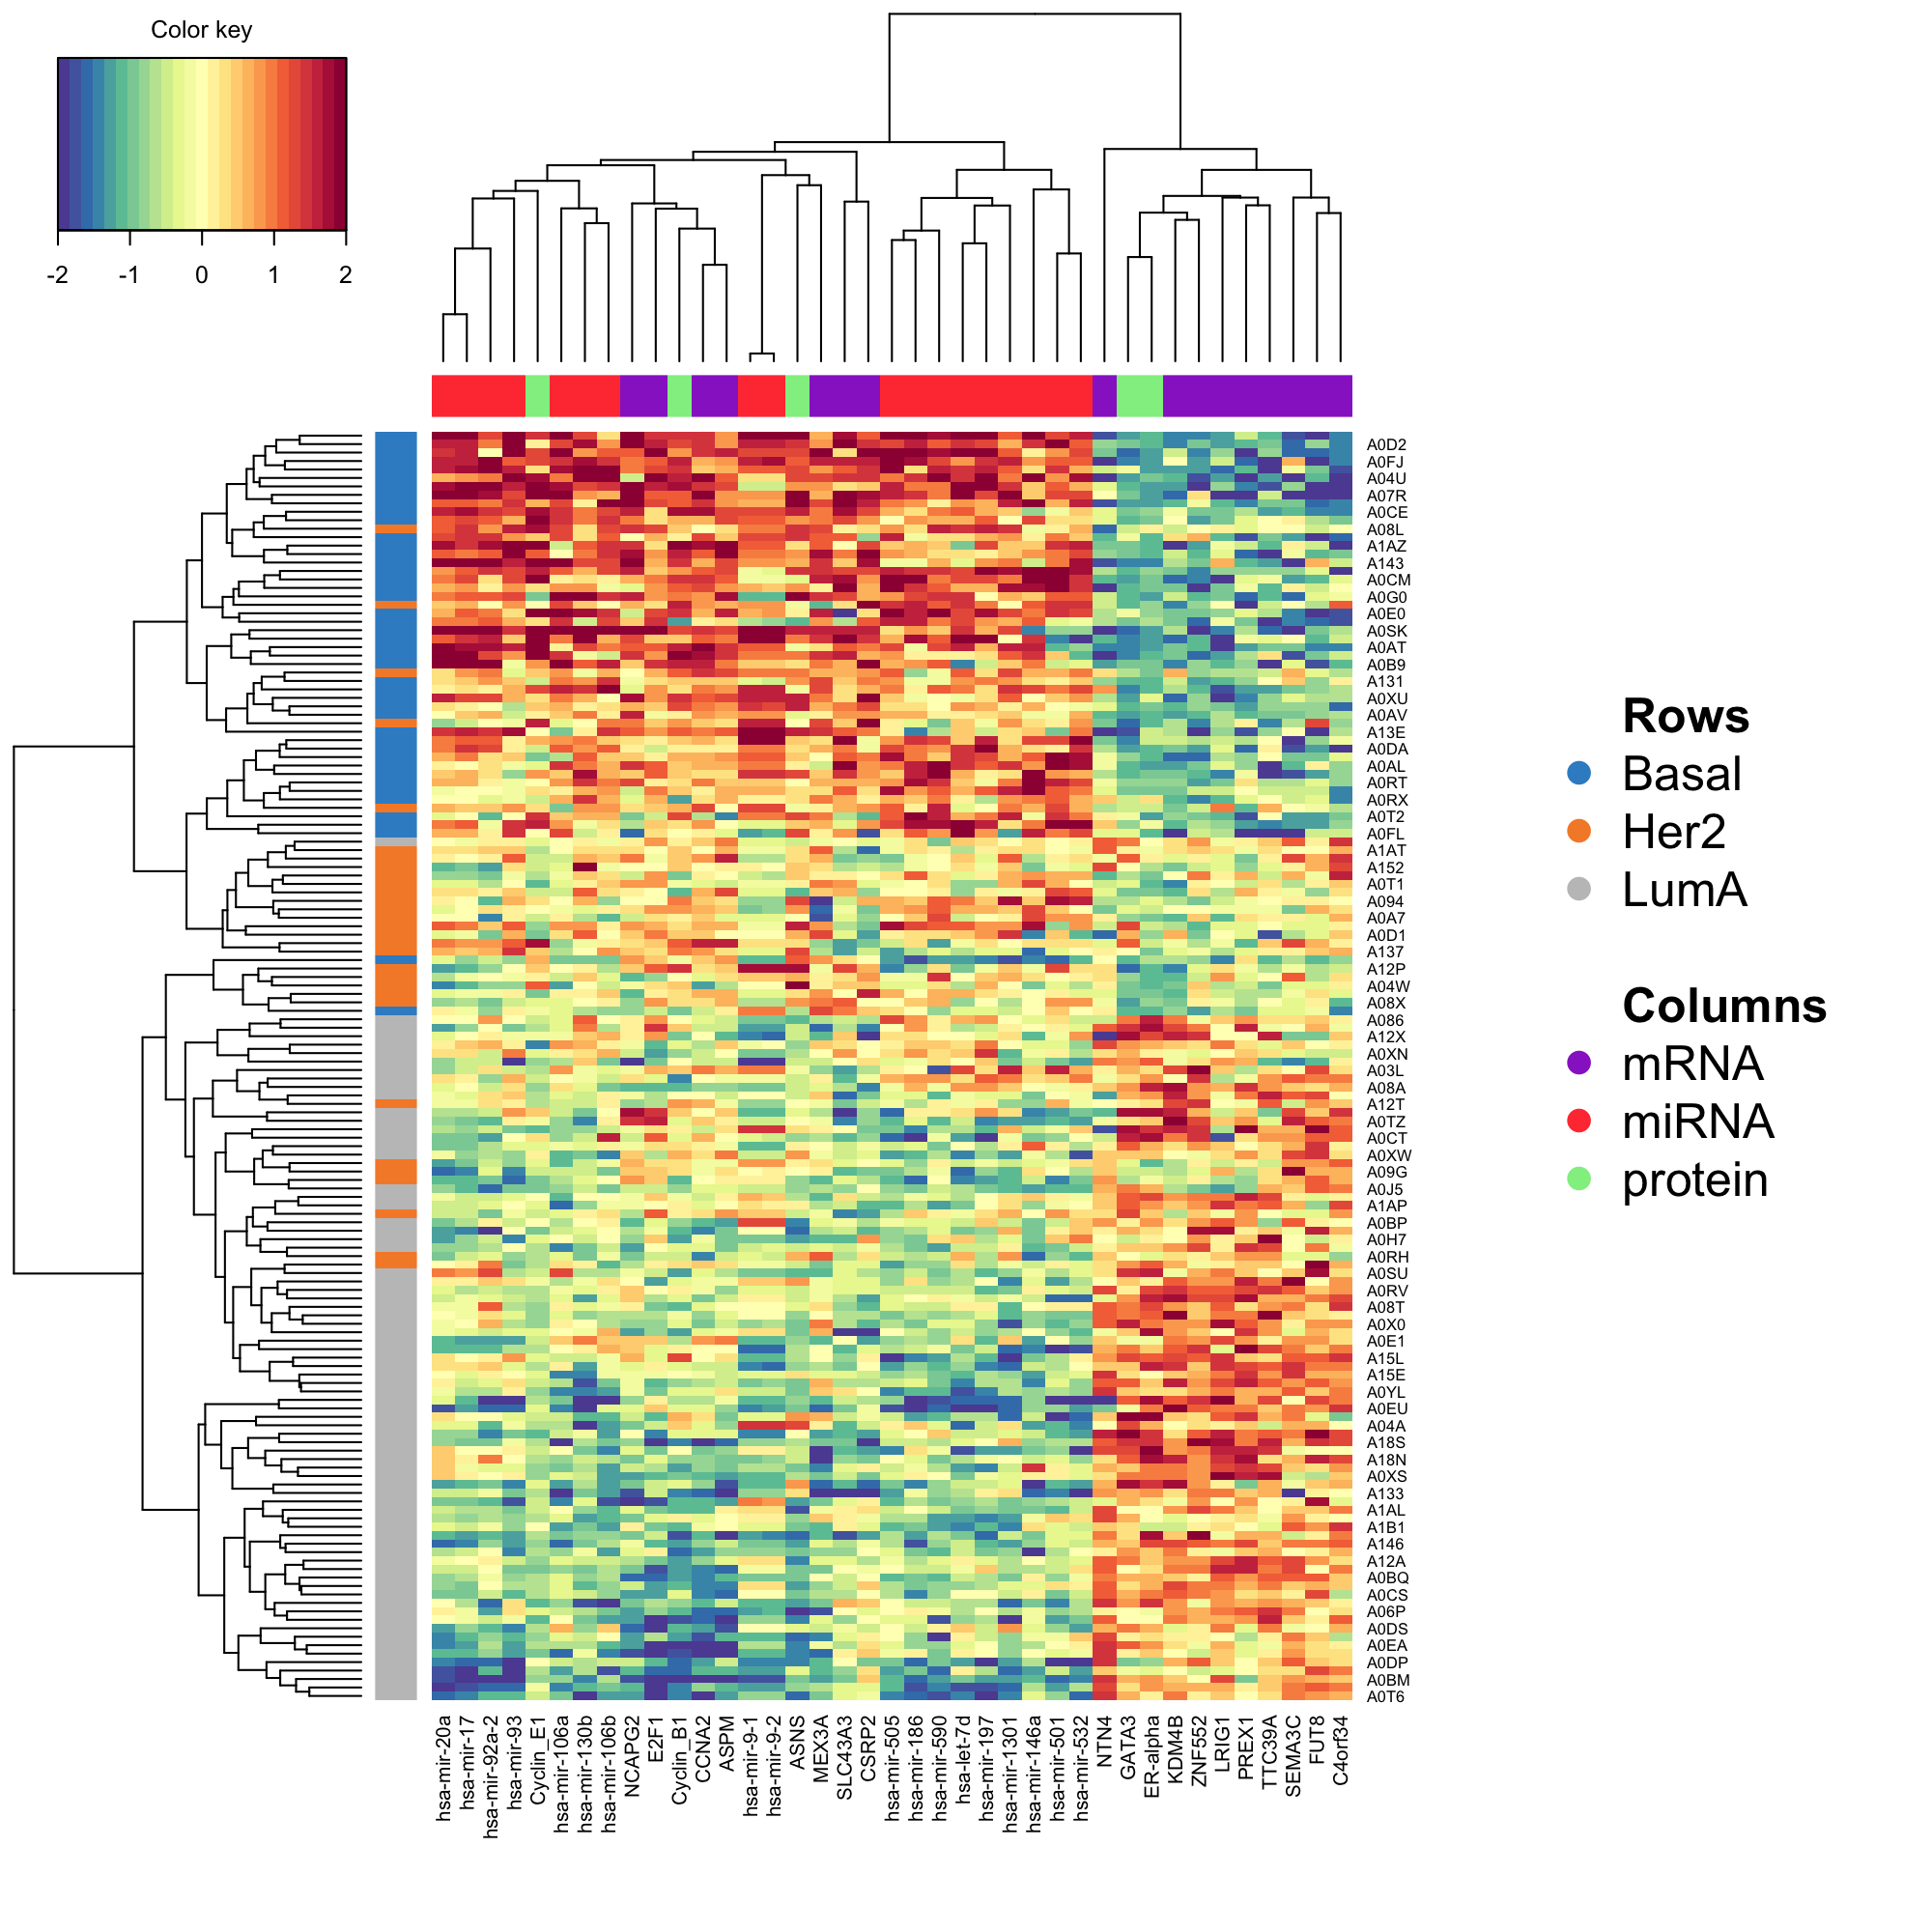 Color key
-2 -1 0 1 2
A0D2
A0FJ
A04U
A07R
A0CE
A08L
A1AZ
A143
A0CM
A0G0
A0E0
A0SK
A0AT
A0B9
A131
A0XU
A0AV
A13E
A0DA
A0AL
A0RT
A0RX
A0T2
A0FL
A1AT
A152
A0T1
A094
A0A7
A0D1
A137
A12P
A04W
A08X
A086
A12X
A0XN
A03L
A08A
A12T
A0TZ
A0CT
A0XW
A09G
A0J5
A1AP
A0BP
A0H7
A0RH
A0SU
A0RV
A08T
A0X0
A0E1
A15L
A15E
A0YL
A0EU
A04A
A18S
A18N
A0XS
A133
A1AL
A1B1
A146
A12A
A0BQ
A0CS
A06P
A0DS
A0EA
A0DP
A0BM
A0T6
hsa-mir-20a
hsa-mir-17
hsa-mir-92a-2
hsa-mir-93
Cyclin_E1
hsa-mir-106a
hsa-mir-130b
hsa-mir-106b
NCAPG2
E2F1
Cyclin_B1
CCNA2
ASPM
hsa-mir-9-1
hsa-mir-9-2
ASNS
MEX3A
SLC43A3
CSRP2
hsa-mir-505
hsa-mir-186
hsa-mir-590
hsa-let-7d
hsa-mir-197
hsa-mir-1301
hsa-mir-146a
hsa-mir-501
hsa-mir-532
NTN4
GATA3
ER-alpha
KDM4B
ZNF552
LRIG1
PREX1
TTC39A
SEMA3C
FUT8
C4orf34
Rows
Basal
Her2
LumA
Columns
mRNA
miRNA
protein